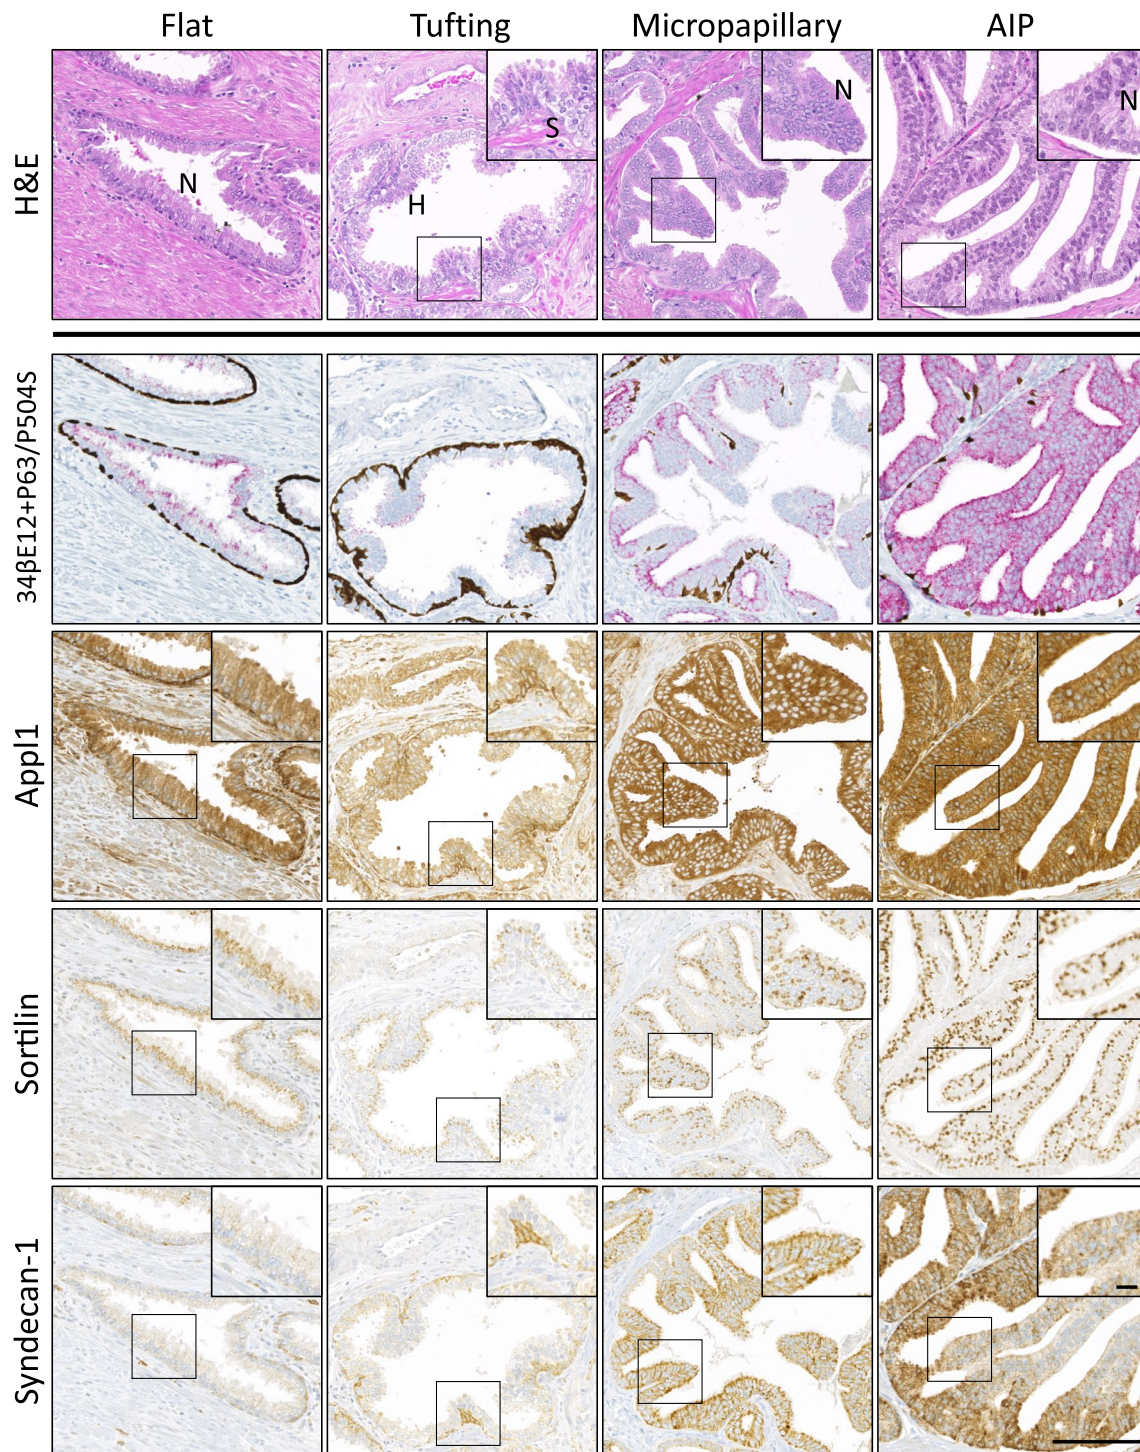 Flat Tufting Micropapillary AIP
H&E
N
H
S
N
N
34βE12+P63/P504S
Appl1
Sortilin
Syndecan-1